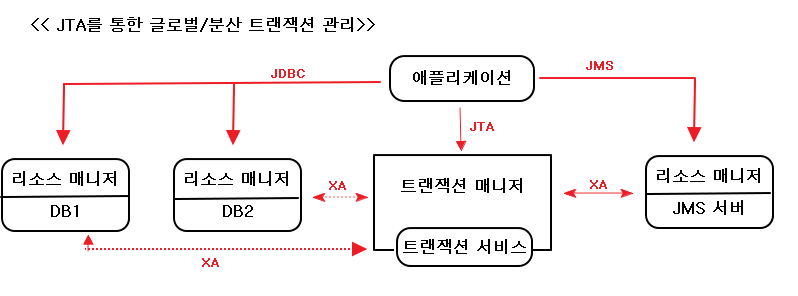 << JTA를 통한 글로벌/분산 트랜잭션 관리>>
애플리케이션
JDBC
JMS
JTA
리소스 매니저
DB1
리소스 매니저
DB2
XA
트랜잭션 매니저
트랜잭션 서비스
XA
리소스 매니저
JMS 서버
XA